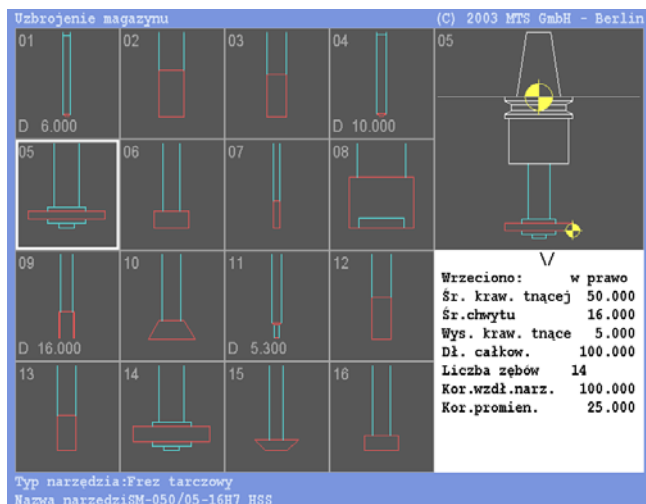 Uzbrojenie magazynu (C) 2003 MTS GmbH - Berlin
01 02 03 04 05
D 6.000 D 10.000
05 06 07 08
09 10 11 12
D 16.000 D 5.300
13 14 15 16
Wrzeciono: w prawo
Śr. kraw. tnącej 50.000
Śr.chwytu 16.000
Wys. kraw. tnące 5.000
Dł. całkow. 100.000
Liczba zębów 14
Kor.wzdł.narz. 100.000
Kor.promien. 25.000
Typ narzędzia:Frez tarczowy
Nazwa narzędziSM-050/05-16H7 HSS